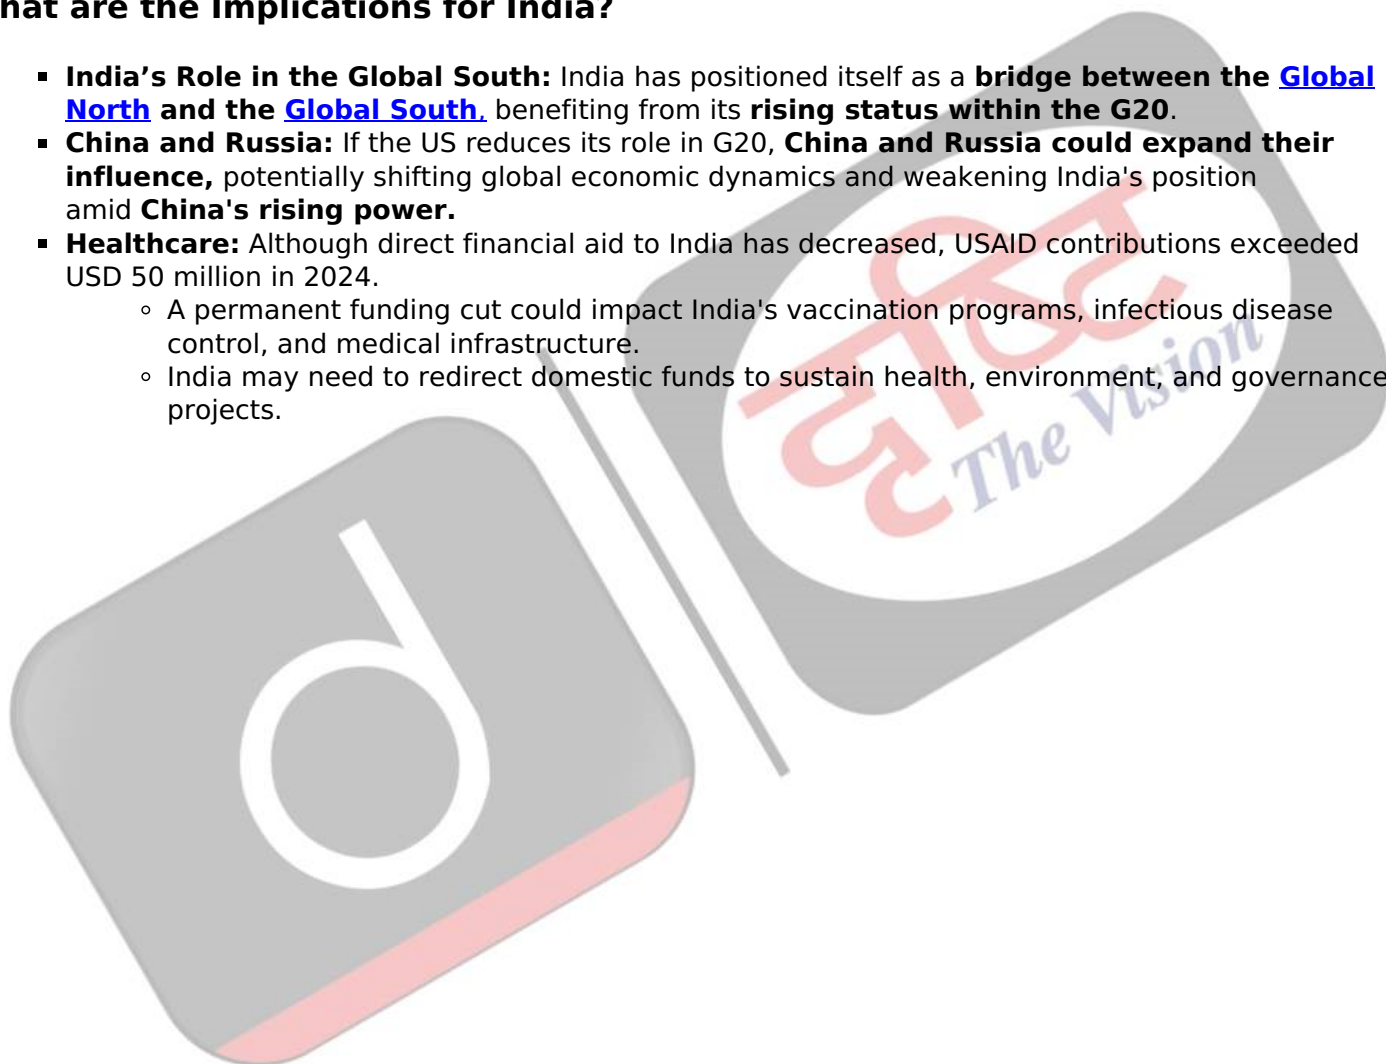 hat are the Implications for India?
▪ India’s Role in the Global South: India has positioned itself as a bridge between the Global
North and the Global South, benefiting from its rising status within the G20.
▪ China and Russia: If the US reduces its role in G20, China and Russia could expand their
influence, potentially shifting global economic dynamics and weakening India's position
amid China's rising power.
▪ Healthcare: Although direct financial aid to India has decreased, USAID contributions exceeded
USD 50 million in 2024.
◦ A permanent funding cut could impact India's vaccination programs, infectious disease
control, and medical infrastructure.
◦ India may need to redirect domestic funds to sustain health, environment, and governance
projects.
दृष्टि
The Vision
d